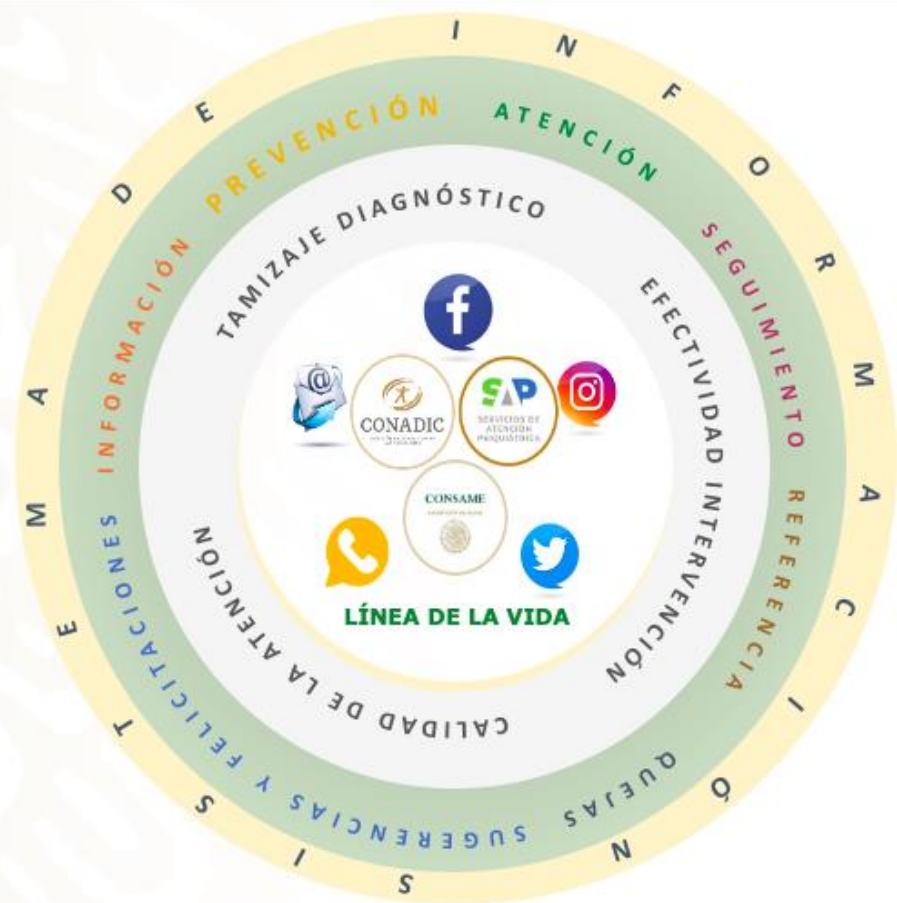 SISTEMA DE INFORMACIÓN
INFORMACIÓN
PREVENCIÓN
ATENCIÓN
SEGUIMIENTO
REFERENCIA
QUEJAS
SUGERENCIAS Y FELICITACIONES
TAMIZAJE DIAGNÓSTICO
EFECTIVIDAD INTERVENCIÓN
CALIDAD DE LA ATENCIÓN
f
@
CONADIC
SAP
SERVICIOS DE
ATENCIÓN
PSIQUIÁTRICA
CONSAME
LÍNEA DE LA VIDA